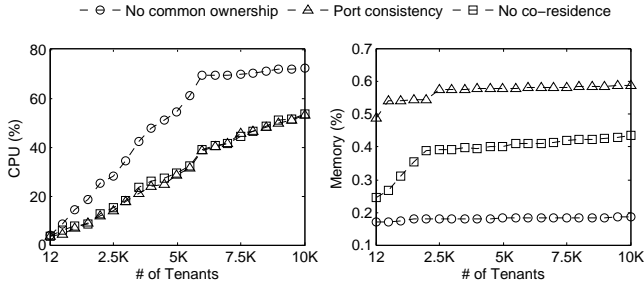 No common ownership Port consistency No co-residence
80
60
40
20
0
CPU (%)
12 2.5K 5K 7.5K 10K
# of Tenants
0.7
0.6
0.5
0.4
0.3
0.2
0.1
Memory (%)
12 2.5K 5K 7.5K 10K
# of Tenants